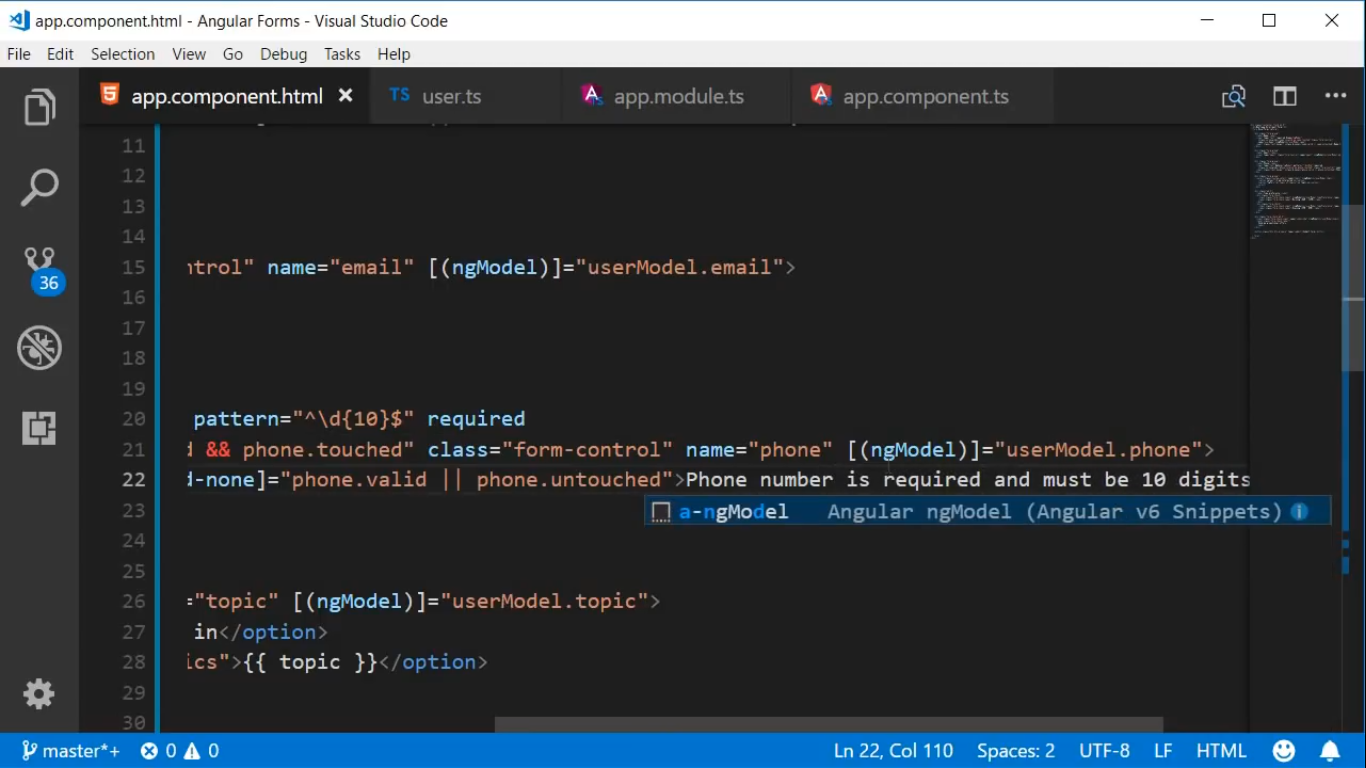 app.component.html - Angular Forms - Visual Studio Code
File Edit Selection View Go Debug Tasks Help
app.component.html TS user.ts app.module.ts app.component.ts
11
12
13
14
15 ntrol" name="email" [(ngModel)]="userModel.email">
16
17
18
19
20 pattern="^\d{10}$" required
21 d && phone.touched" class="form-control" name="phone" [(ngModel)]="userModel.phone">
22 d-none]="phone.valid || phone.untouched">Phone number is required and must be 10 digits
23 a-ngModel Angular ngModel (Angular v6 Snippets)
24
25
26 ="topic" [(ngModel)]="userModel.topic">
27 in</option>
28 ics">{{ topic }}</option>
29
30
36
master*+ 0 0 Ln 22, Col 110 Spaces: 2 UTF-8 LF HTML